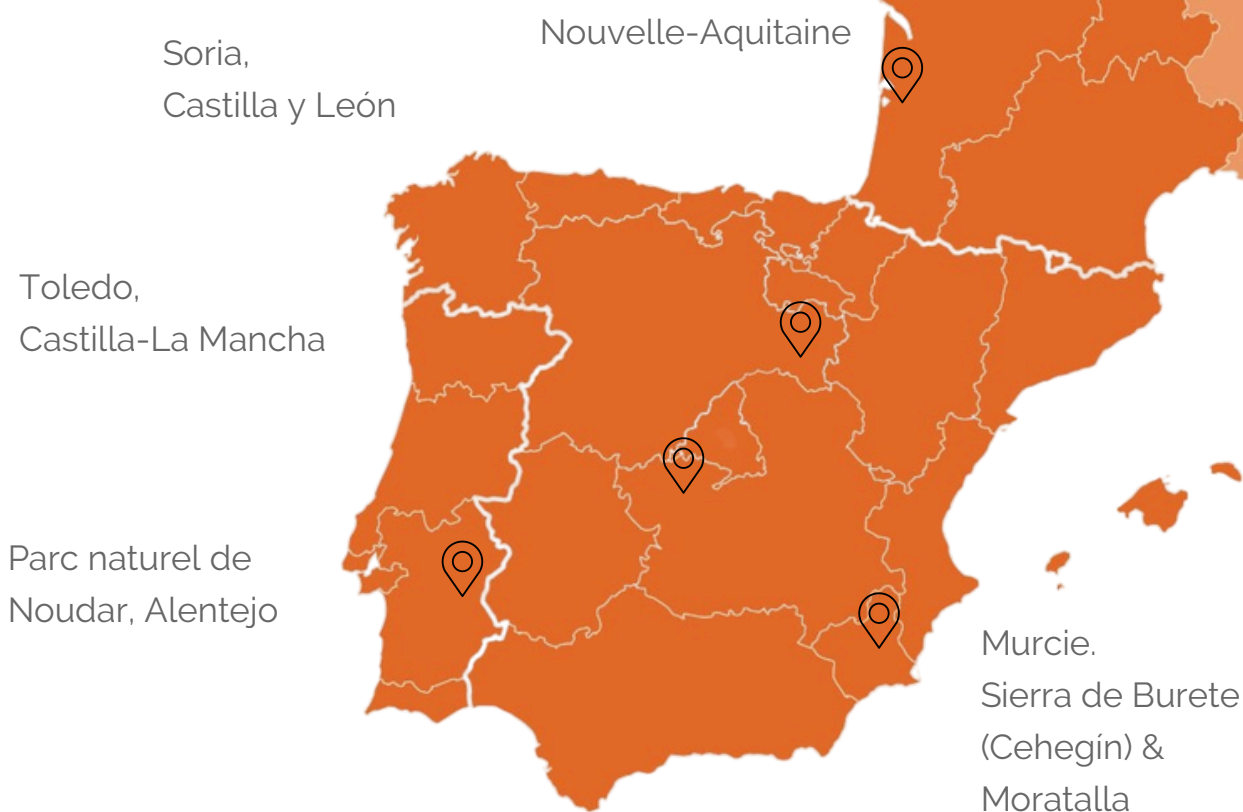 Nouvelle-Aquitaine
Soria,
Castilla y León
Toledo,
Castilla-La Mancha
Parc naturel de
Noudar, Alentejo
Murcie.
Sierra de Burete
(Cehegín) &
Moratalla